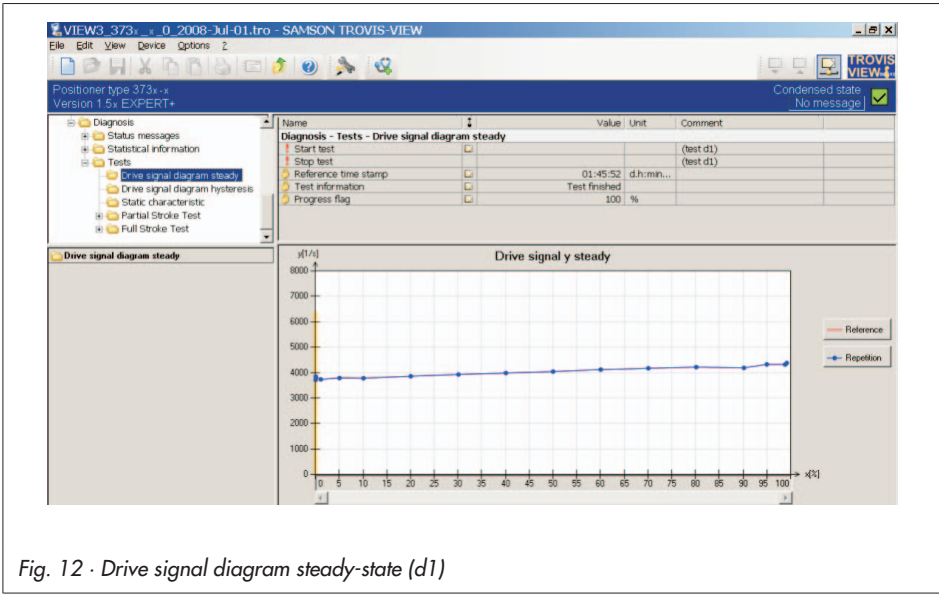 VIEW3_373x_x_0_2008-Jul-01.tro - SAMSON TROVIS-VIEW
File Edit View Device Options ?
TROVIS
VIEW
Positioner type 373x-x
Version 1.5x EXPERT+
Condensed state
No message
Diagnosis
Status messages
Statistical information
Tests
Drive signal diagram steady
Drive signal diagram hysteresis
Static characteristic
Partial Stroke Test
Full Stroke Test
Name Value Unit Comment
Diagnosis - Tests - Drive signal diagram steady
Start test (test d1)
Stop test (test d1)
Reference time stamp 01:45:52 d.h:min...
Test information Test finished
Progress flag 100 %
Drive signal diagram steady
y[1/s]
Drive signal y steady
8000
7000
6000
5000
4000
3000
2000
1000
0
0 5 10 15 20 25 30 35 40 45 50 55 60 65 70 75 80 85 90 95 100
x[%]
Reference
Repetition
Fig. 12 · Drive signal diagram steady-state (d1)